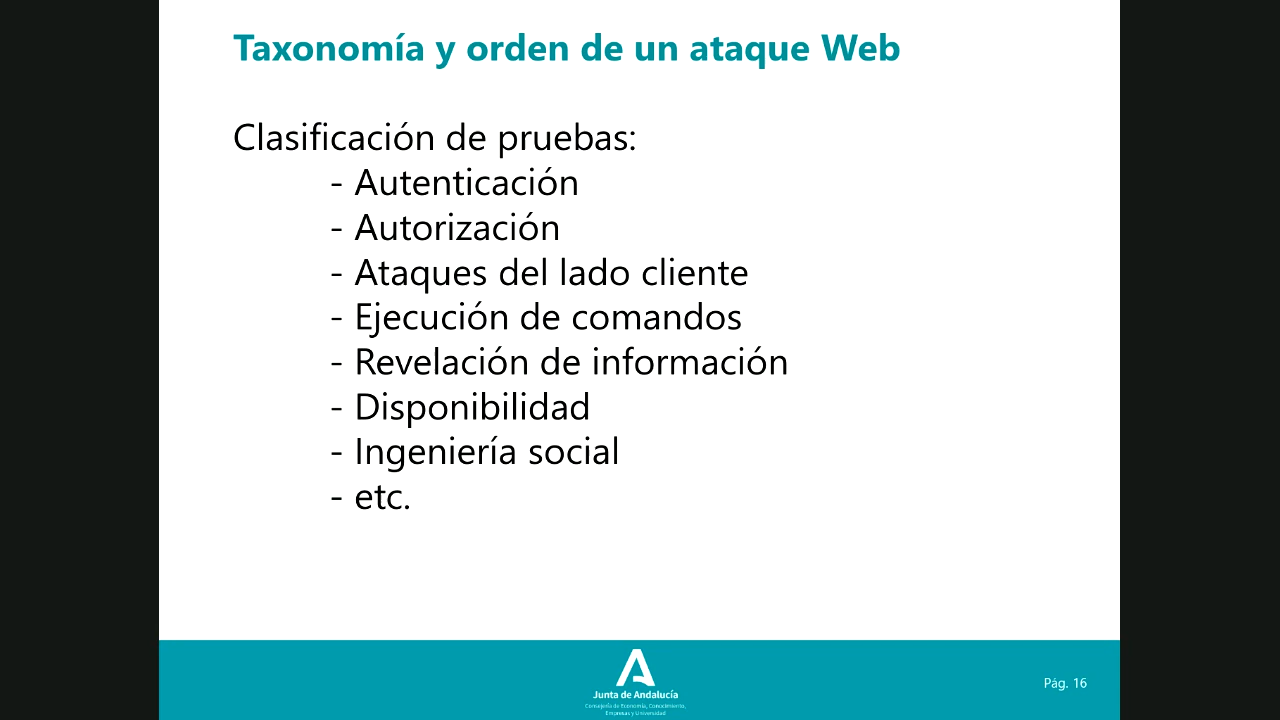 Taxonomía y orden de un ataque Web
Clasificación de pruebas:
- Autenticación
- Autorización
- Ataques del lado cliente
- Ejecución de comandos
- Revelación de información
- Disponibilidad
- Ingeniería social
- etc.
Junta de Andalucía
Consejería de Economía, Conocimiento,
Empresas y Universidad
Pág. 16